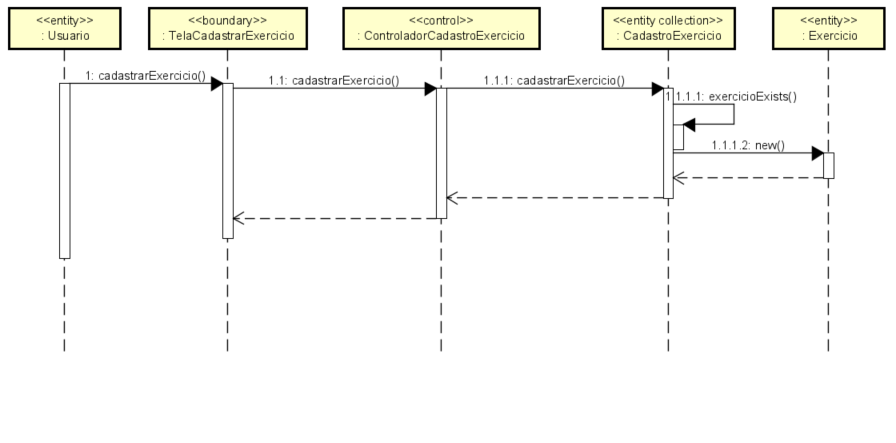 <<entity>>
: Usuario
<<boundary>>
: TelaCadastrarExercicio
<<control>>
: ControladorCadastroExercicio
<<entity collection>>
: CadastroExercicio
<<entity>>
: Exercicio
1: cadastrarExercicio()
1.1: cadastrarExercicio()
1.1.1: cadastrarExercicio()
1.1.1.1: exercicioExists()
1.1.1.2: new()